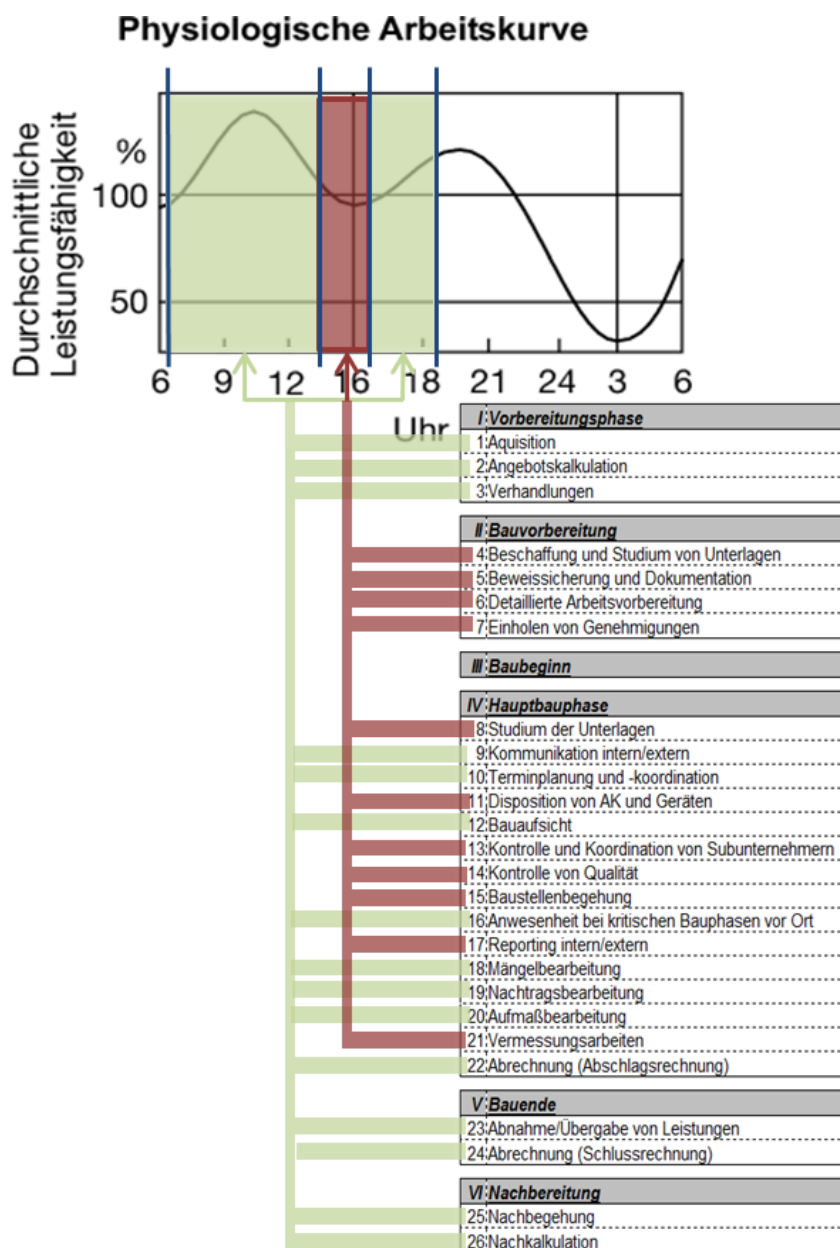 Physiologische Arbeitskurve
Durchschnittliche
Leistungsfähigkeit
%
100
50
6 9 12 16 18 21 24 3 6
Uhr
I Vorbereitungsphase
1 Aquisition
2 Angebotskalkulation
3 Verhandlungen
II Bauvorbereitung
4 Beschaffung und Studium von Unterlagen
5 Beweissicherung und Dokumentation
6 Detaillierte Arbeitsvorbereitung
7 Einholen von Genehmigungen
III Baubeginn
IV Hauptbauphase
8 Studium der Unterlagen
9 Kommunikation intern/extern
10 Terminplanung und -koordination
11 Disposition von AK und Geräten
12 Bauaufsicht
13 Kontrolle und Koordination von Subunternehmern
14 Kontrolle von Qualität
15 Baustellenbegehung
16 Anwesenheit bei kritischen Bauphasen vor Ort
17 Reporting intern/extern
18 Mängelbearbeitung
19 Nachtragsbearbeitung
20 Aufmaßbearbeitung
21 Vermessungsarbeiten
22 Abrechnung (Abschlagsrechnung)
V Bauende
23 Abnahme/Übergabe von Leistungen
24 Abrechnung (Schlussrechnung)
VI Nachbereitung
25 Nachbegehung
26 Nachkalkulation